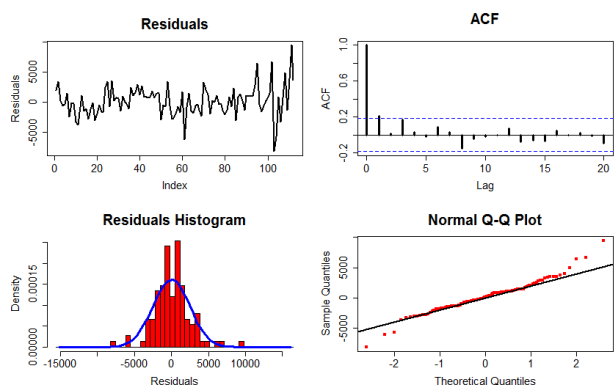 Residuals
Residuals
-5000 0 5000
0 20 40 60 80 100
Index
ACF
ACF
-0.2 0.2 0.6 1.0
0 5 10 15 20
Lag
Residuals Histogram
Density
0.00000 0.00015
-15000 -5000 0 5000 10000
Residuals
Normal Q-Q Plot
Sample Quantiles
-5000 0 5000
-2 -1 0 1 2
Theoretical Quantiles